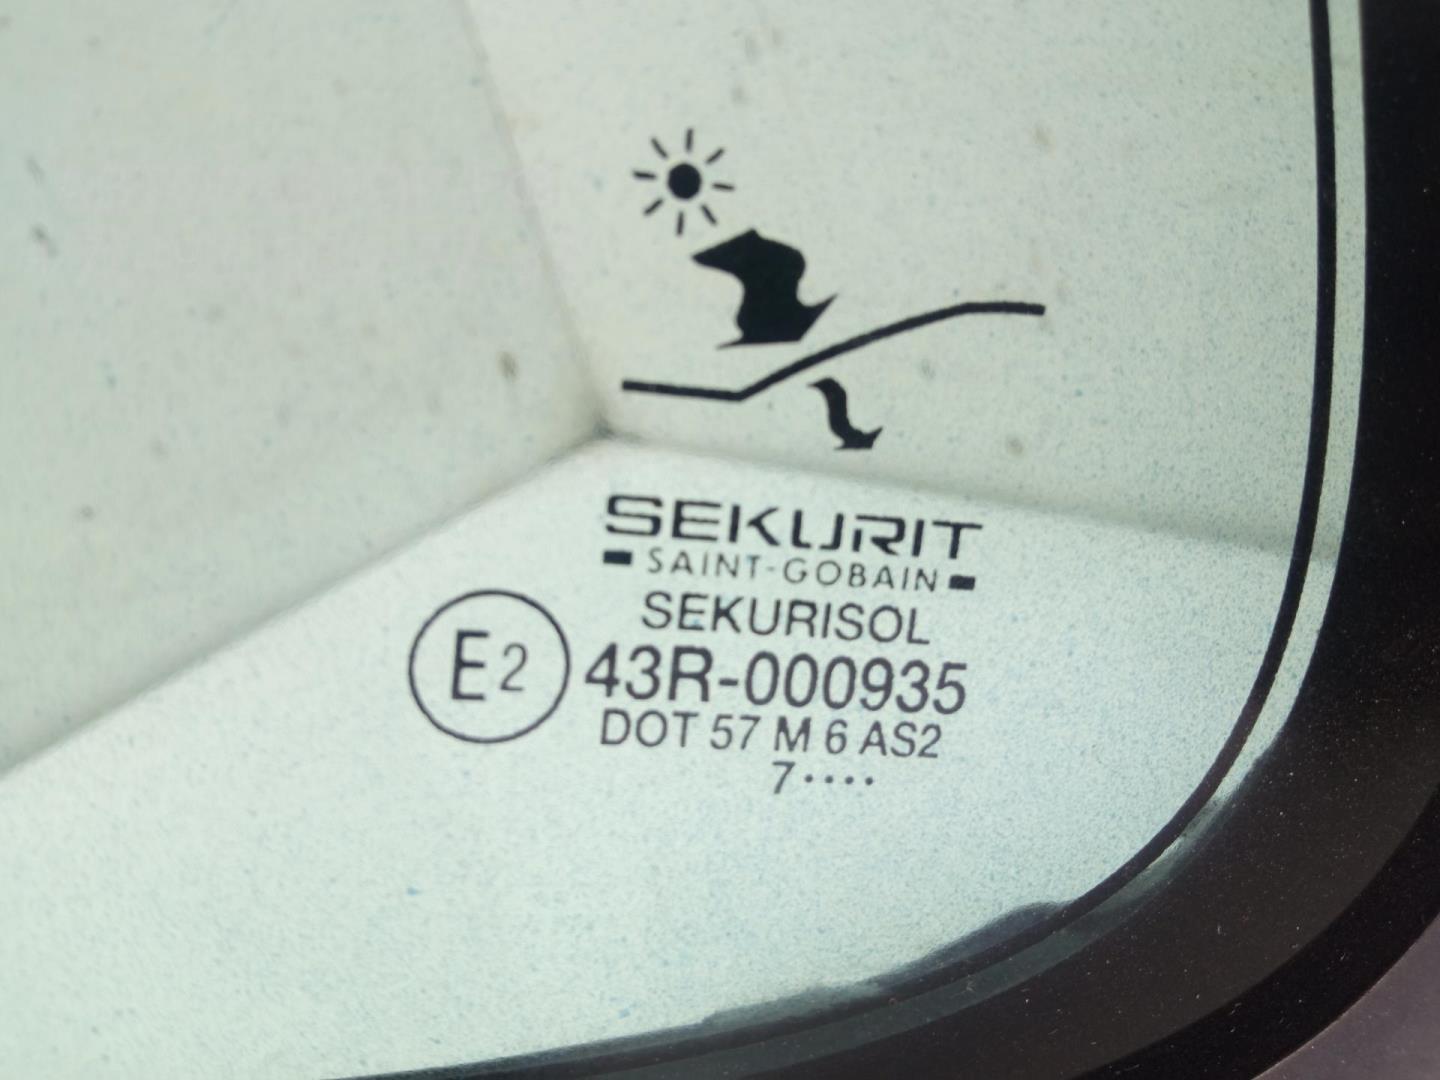 SEKURIT
SAINT-GOBAIN
SEKURISOL
E2 43R-000935
DOT 57 M 6 AS2
7····